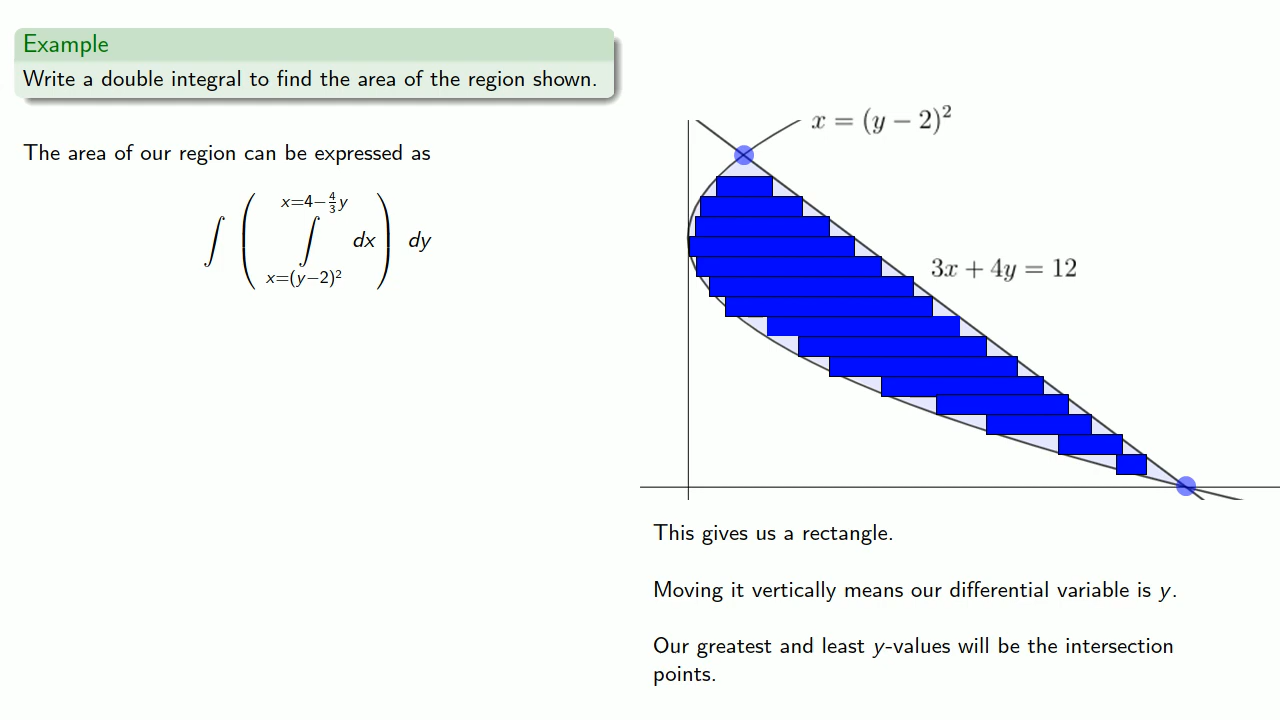 Example
Write a double integral to find the area of the region shown.
The area of our region can be expressed as
∫ ( ∫_{x=(y−2)²}^{x=4−\frac{4}{3}y} dx ) dy
x = (y − 2)²
3x + 4y = 12
This gives us a rectangle.
Moving it vertically means our differential variable is y.
Our greatest and least y-values will be the intersection
points.